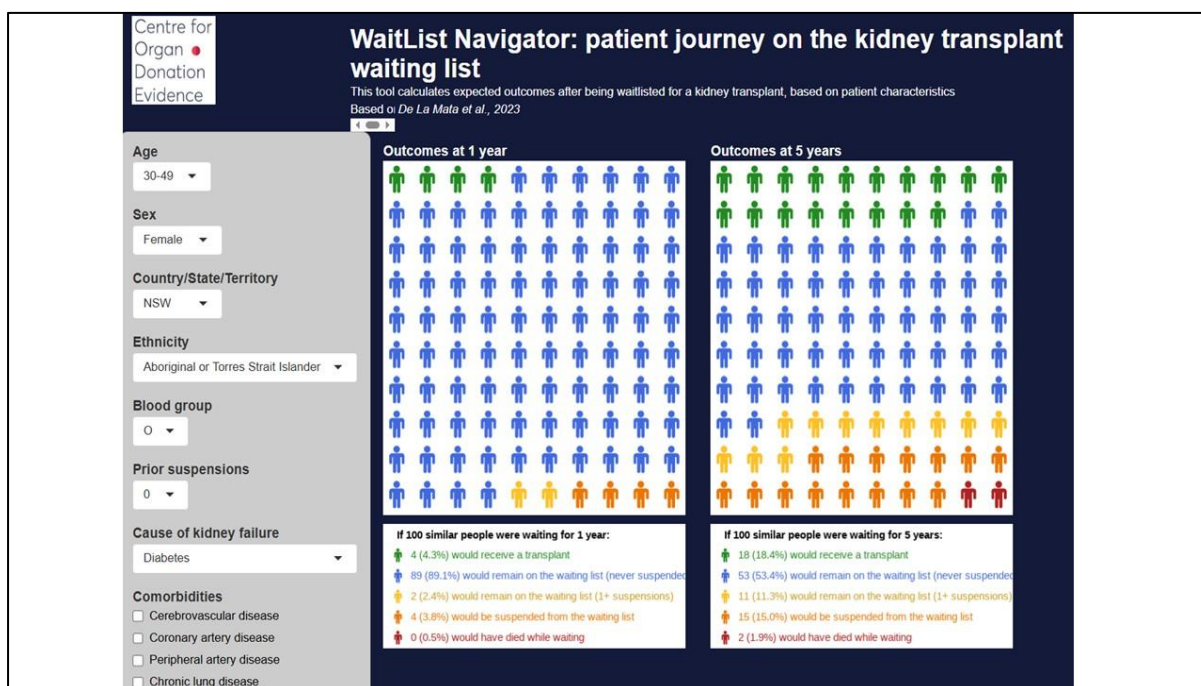 Centre for
Organ
Donation
Evidence
WaitList Navigator: patient journey on the kidney transplant
waiting list
This tool calculates expected outcomes after being waitlisted for a kidney transplant, based on patient characteristics
Based o De La Mata et al., 2023
Age
30-49
Sex
Female
Country/State/Territory
NSW
Ethnicity
Aboriginal or Torres Strait Islander
Blood group
O
Prior suspensions
0
Cause of kidney failure
Diabetes
Comorbidities
Cerebrovascular disease
Coronary artery disease
Peripheral artery disease
Chronic lung disease
Outcomes at 1 year
If 100 similar people were waiting for 1 year:
4 (4.3%) would receive a transplant
89 (89.1%) would remain on the waiting list (never suspended
2 (2.4%) would remain on the waiting list (1+ suspensions)
4 (3.8%) would be suspended from the waiting list
0 (0.5%) would have died while waiting
Outcomes at 5 years
If 100 similar people were waiting for 5 years:
18 (18.4%) would receive a transplant
53 (53.4%) would remain on the waiting list (never suspended
11 (11.3%) would remain on the waiting list (1+ suspensions)
15 (15.0%) would be suspended from the waiting list
2 (1.9%) would have died while waiting